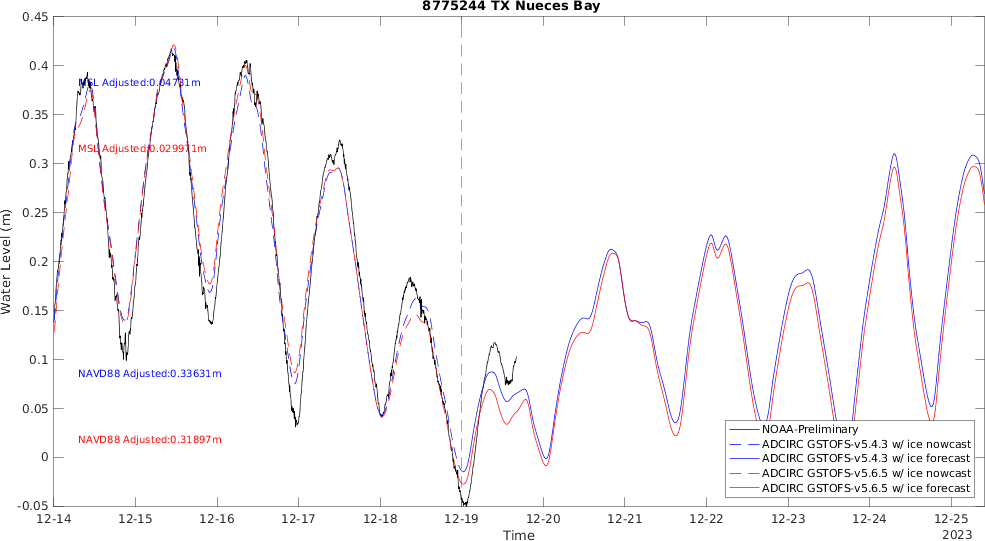 8775244 TX Nueces Bay
0.45
0.4
0.35
0.3
0.25
0.2
0.15
0.1
0.05
0
-0.05
Water Level (m)
MSL Adjusted:0.04731m
MSL Adjusted:0.029971m
NAVD88 Adjusted:0.33631m
NAVD88 Adjusted:0.31897m
NOAA-Preliminary
ADCIRC GSTOFS-v5.4.3 w/ ice nowcast
ADCIRC GSTOFS-v5.4.3 w/ ice forecast
ADCIRC GSTOFS-v5.6.5 w/ ice nowcast
ADCIRC GSTOFS-v5.6.5 w/ ice forecast
12-14 12-15 12-16 12-17 12-18 12-19 12-20 12-21 12-22 12-23 12-24 12-25
Time
2023